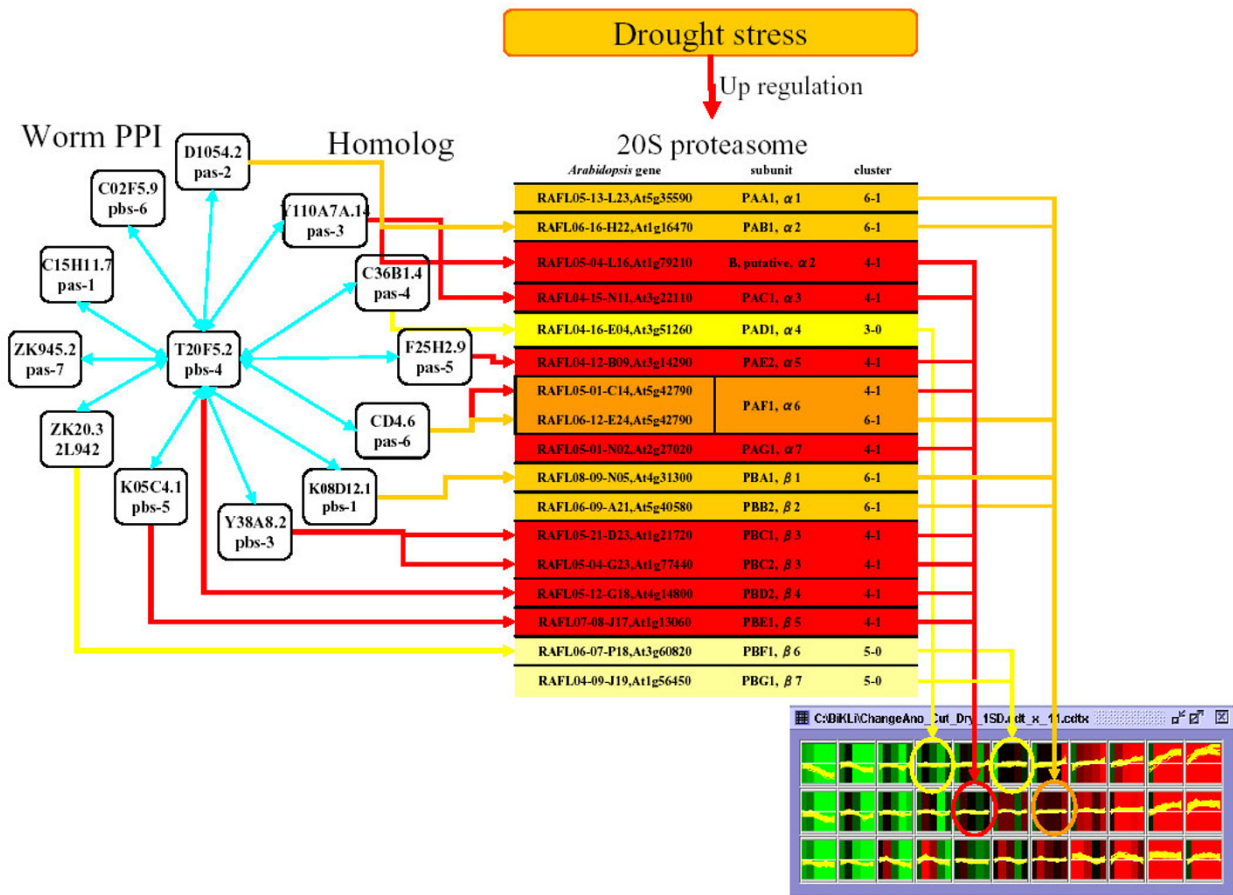 Drought stress
Up regulation
Worm PPI
Homolog
20S proteasome
D1054.2
pas-2
C02F5.9
pbs-6
Y110A7A.14
pas-3
C15H11.7
pas-1
C36B1.4
pas-4
ZK945.2
pas-7
T20F5.2
pbs-4
F25H2.9
pas-5
ZK20.3
2L942
CD4.6
pas-6
K05C4.1
pbs-5
K08D12.1
pbs-1
Y38A8.2
pbs-3
Arabidopsis gene subunit cluster
RAFL05-13-L23,At5g35590 PAA1, α1 6-1
RAFL06-16-H22,At1g16470 PAB1, α2 6-1
RAFL05-04-L16,At1g79210 B, putative, α2 4-1
RAFL04-15-N11,At3g22110 PAC1, α3 4-1
RAFL04-16-E04,At3g51260 PAD1, α4 3-0
RAFL04-12-B09,At3g14290 PAE2, α5 4-1
RAFL05-01-C14,At5g42790 4-1
PAF1, α6
RAFL06-12-E24,At5g42790 6-1
RAFL05-01-N02,At2g27020 PAG1, α7 4-1
RAFL08-09-N05,At4g31300 PBA1, β1 6-1
RAFL06-09-A21,At5g40580 PBB2, β2 6-1
RAFL05-21-D23,At1g21720 PBC1, β3 4-1
RAFL05-04-G23,At1g77440 PBC2, β3 4-1
RAFL05-12-G18,At4g14800 PBD2, β4 4-1
RAFL07-08-J17,At1g13060 PBE1, β5 4-1
RAFL06-07-P18,At3g60820 PBF1, β6 5-0
RAFL04-09-J19,At1g56450 PBG1, β7 5-0
C:\BiKLi\ChangeAno_Cut_Dry_1SD.cdt_x_11.cdtx